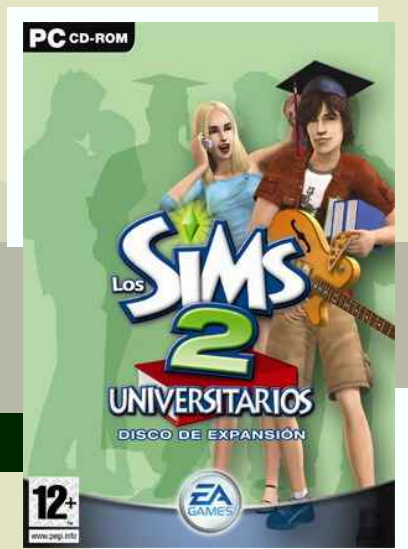 PC CD-ROM
LOS
SiMS
2
UNIVERSITARIOS
DISCO DE EXPANSIÓN
12+
www.pegi.info
EA
GAMES